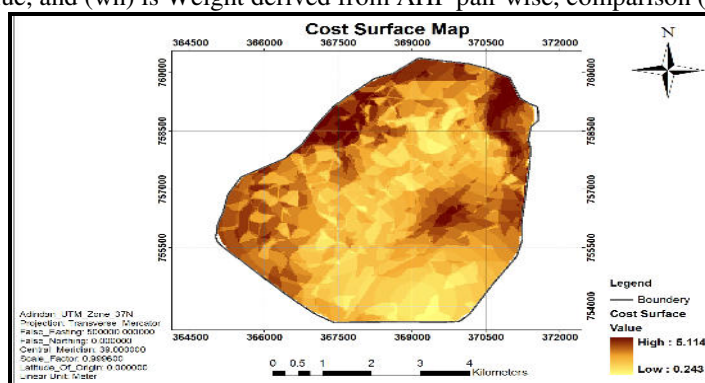 ue, and (wn) is Weight derived from AHP pair wise, comparison (
Cost Surface Map
364500 366000 367500 369000 370500 372000
N
760000 760000
758500 758500
757000 757000
755500 755500
754000
364500 366000 367500 369000 370500 372000
Legend
Boundery
Cost Surface
Value
High : 5.114
Low : 0.243
Adindan_UTM_Zone_37N
Projection: Transverse_Mercator
False_Easting: 500000.000000
False_Northing: 0.000000
Central_Meridian: 39.000000
Scale_Factor: 0.999600
Latitude_Of_Origin: 0.000000
Linear Unit: Meter
0 0.5 1 2 3 4
Kilometers